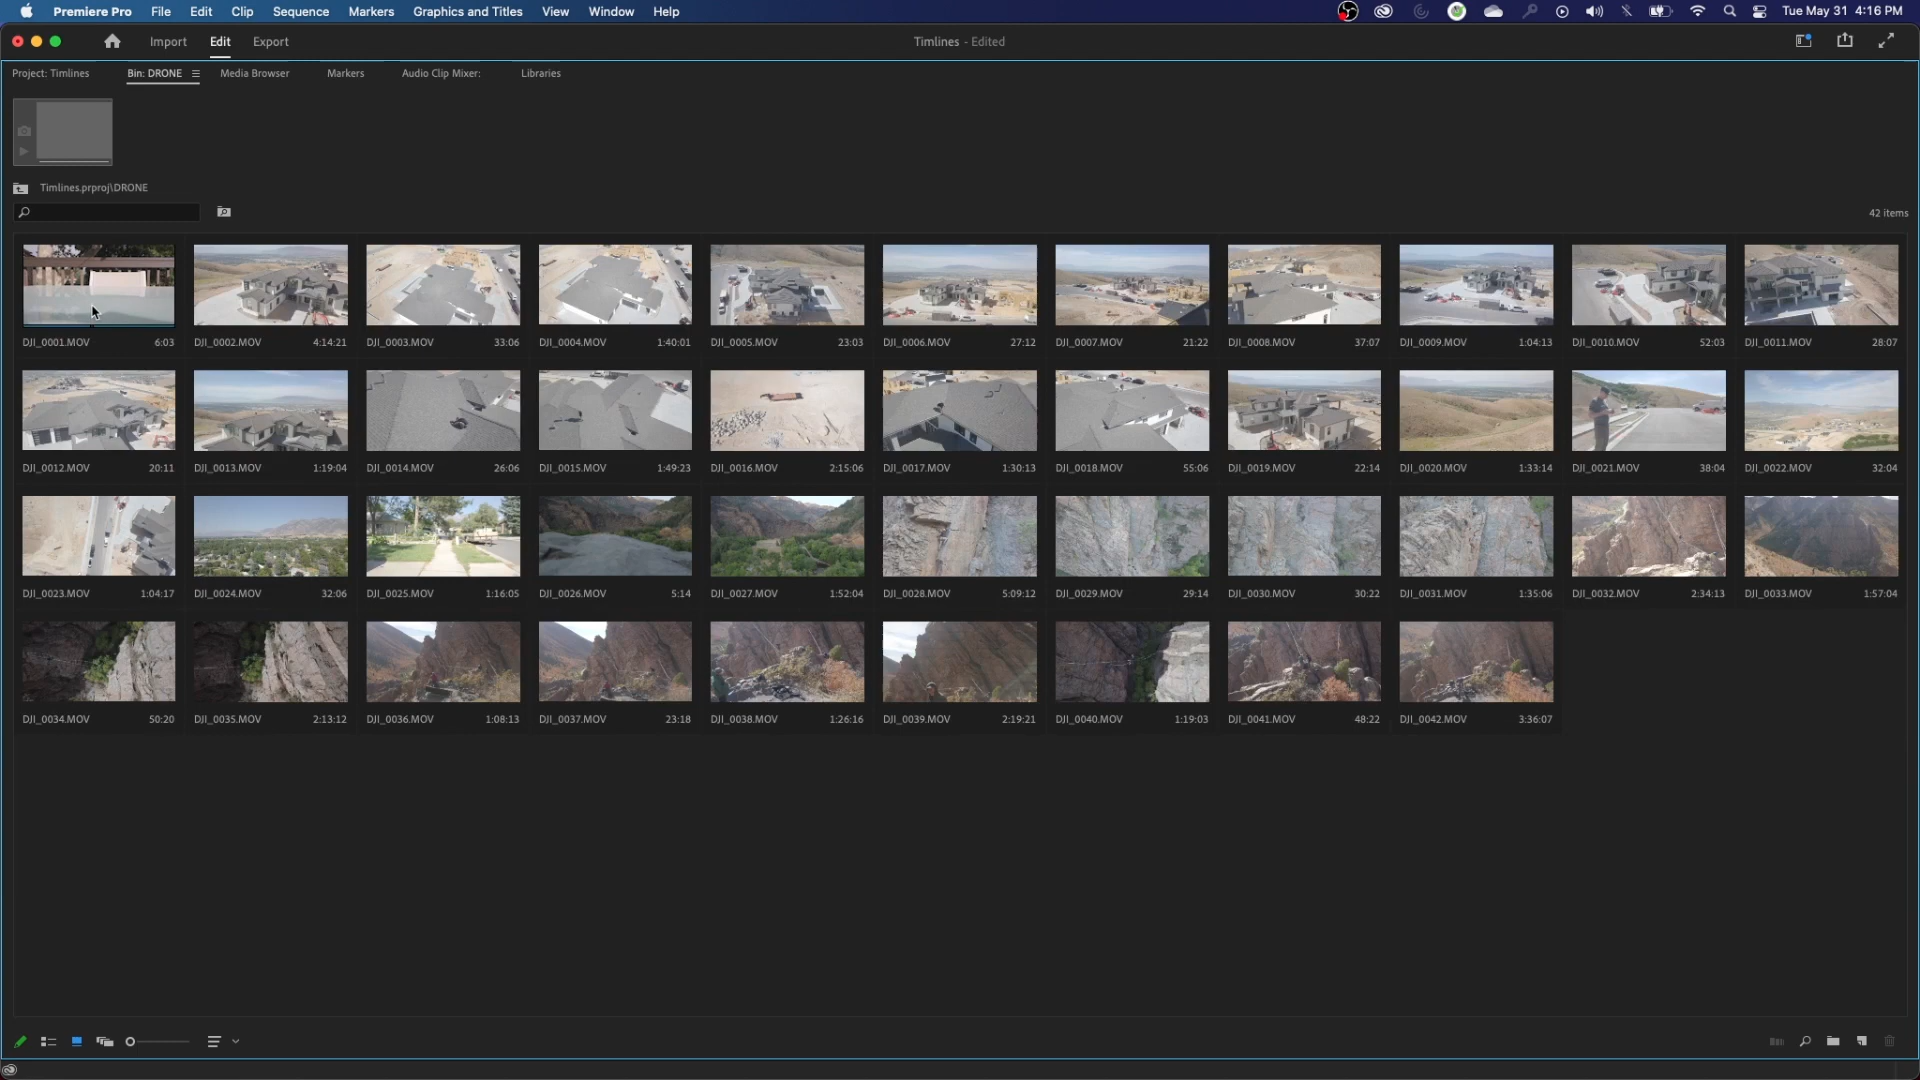 Premiere Pro File Edit Clip Sequence Markers Graphics and Titles View Window Help Tue May 31 4:16 PM
Import Edit Export Timlines - Edited
Project: Timlines Bin: DRONE Media Browser Markers Audio Clip Mixer: Libraries
Timlines.prproj\DRONE
42 items
DJI_0001.MOV 6:03 DJI_0002.MOV 4:14:21 DJI_0003.MOV 33:06 DJI_0004.MOV 1:40:01 DJI_0005.MOV 23:03 DJI_0006.MOV 27:12 DJI_0007.MOV 21:22 DJI_0008.MOV 37:07 DJI_0009.MOV 1:04:13 DJI_0010.MOV 52:03 DJI_0011.MOV 28:07
DJI_0012.MOV 20:11 DJI_0013.MOV 1:19:04 DJI_0014.MOV 26:06 DJI_0015.MOV 1:49:23 DJI_0016.MOV 2:15:06 DJI_0017.MOV 1:30:13 DJI_0018.MOV 55:06 DJI_0019.MOV 22:14 DJI_0020.MOV 1:33:14 DJI_0021.MOV 38:04 DJI_0022.MOV 32:04
DJI_0023.MOV 1:04:17 DJI_0024.MOV 32:06 DJI_0025.MOV 1:16:05 DJI_0026.MOV 5:14 DJI_0027.MOV 1:52:04 DJI_0028.MOV 5:09:12 DJI_0029.MOV 29:14 DJI_0030.MOV 30:22 DJI_0031.MOV 1:35:06 DJI_0032.MOV 2:34:13 DJI_0033.MOV 1:57:04
DJI_0034.MOV 50:20 DJI_0035.MOV 2:13:12 DJI_0036.MOV 1:08:13 DJI_0037.MOV 23:18 DJI_0038.MOV 1:26:16 DJI_0039.MOV 2:19:21 DJI_0040.MOV 1:19:03 DJI_0041.MOV 48:22 DJI_0042.MOV 3:36:07